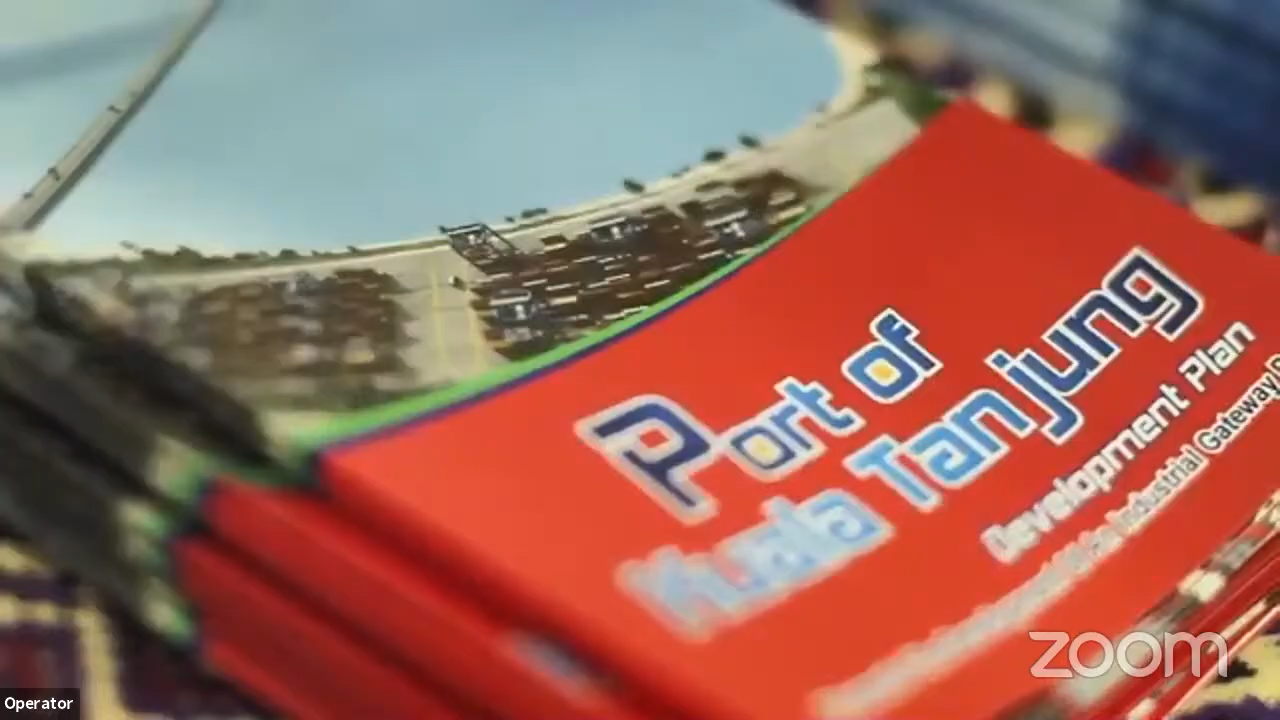 Port of
Kuala Tanjung
Development Plan
Industrial Gateway
zoom
Operator